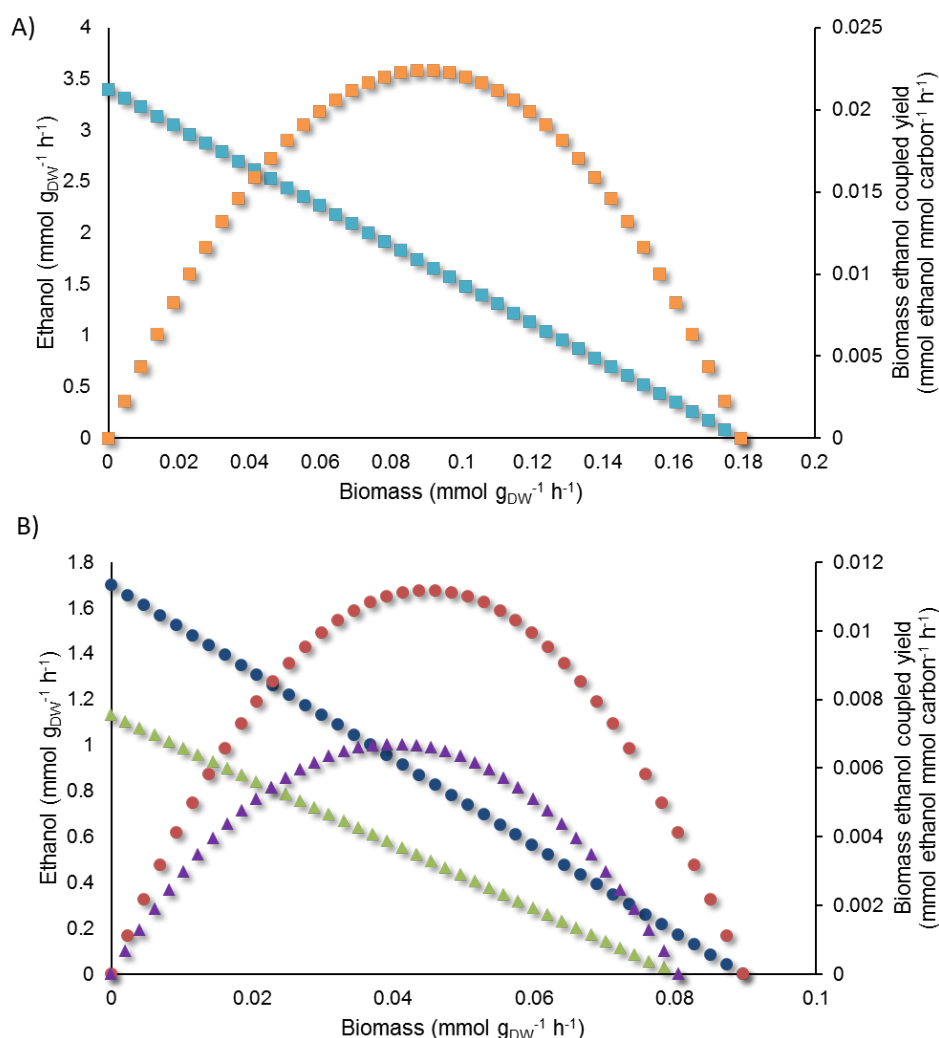 A)
4
3.5
3
2.5
2
1.5
1
0.5
0
Ethanol (mmol g_DW⁻¹ h⁻¹)
0.025
0.02
0.015
0.01
0.005
0
Biomass ethanol coupled yield
(mmol ethanol mmol carbon⁻¹ h⁻¹)
0 0.02 0.04 0.06 0.08 0.1 0.12 0.14 0.16 0.18 0.2
Biomass (mmol g_DW⁻¹ h⁻¹)
B)
1.8
1.6
1.4
1.2
1
0.8
0.6
0.4
0.2
0
Ethanol (mmol g_DW⁻¹ h⁻¹)
0.012
0.01
0.008
0.006
0.004
0.002
0
Biomass ethanol coupled yield
(mmol ethanol mmol carbon⁻¹ h⁻¹)
0 0.02 0.04 0.06 0.08 0.1
Biomass (mmol g_DW⁻¹ h⁻¹)